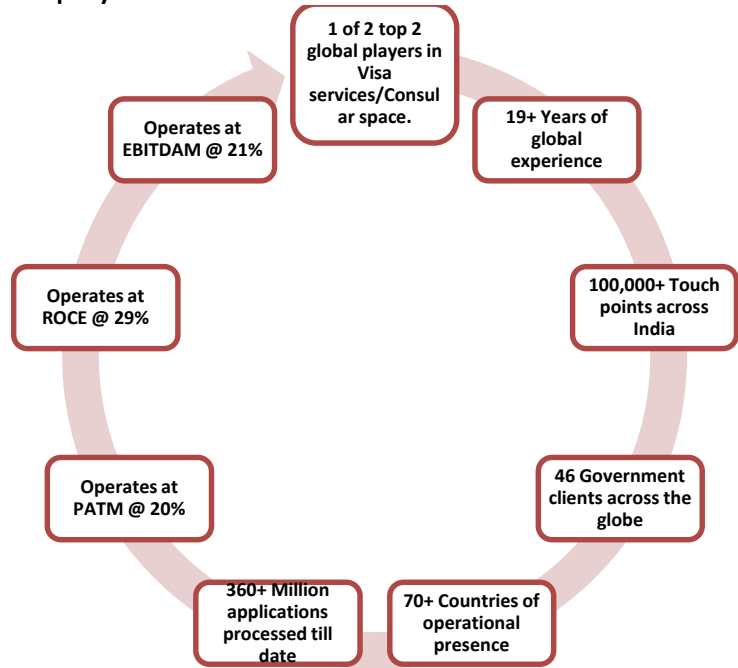 1 of 2 top 2
global players in
Visa
services/Consul
ar space.
19+ Years of
global
experience
100,000+ Touch
points across
India
46 Government
clients across the
globe
70+ Countries of
operational
presence
360+ Million
applications
processed till
date
Operates at
PATM @ 20%
Operates at
ROCE @ 29%
Operates at
EBITDAM @ 21%